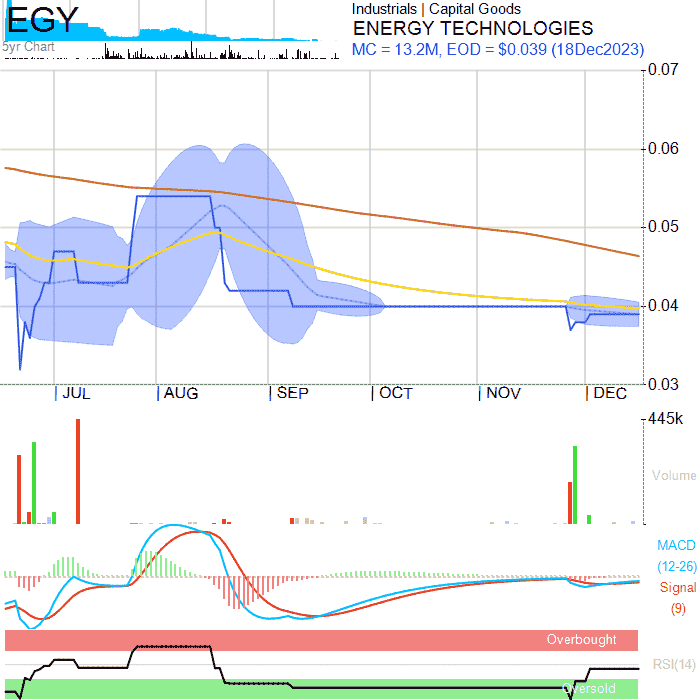 EGY
5yr Chart
Industrials | Capital Goods
ENERGY TECHNOLOGIES
MC = 13.2M, EOD = $0.039 (18Dec2023)
0.07
0.06
0.05
0.04
0.03
JUL
AUG
SEP
OCT
NOV
DEC
445k
Volume
MACD
(12-26)
Signal
(9)
Overbought
RSI(14)
Oversold